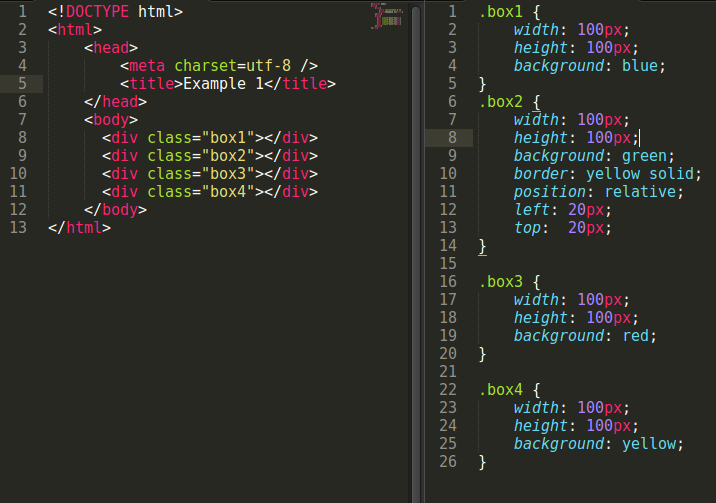 1 <!DOCTYPE html>
2 <html>
3     <head>
4         <meta charset=utf-8 />
5         <title>Example 1</title>
6     </head>
7     <body>
8       <div class="box1"></div>
9       <div class="box2"></div>
10       <div class="box3"></div>
11       <div class="box4"></div>
12     </body>
13 </html>
1 .box1 {
2     width: 100px;
3     height: 100px;
4     background: blue;
5 }
6 .box2 {
7     width: 100px;
8     height: 100px;
9     background: green;
10     border: yellow solid;
11     position: relative;
12     left: 20px;
13     top:  20px;
14 }
15
16 .box3 {
17     width: 100px;
18     height: 100px;
19     background: red;
20 }
21
22 .box4 {
23     width: 100px;
24     height: 100px;
25     background: yellow;
26 }